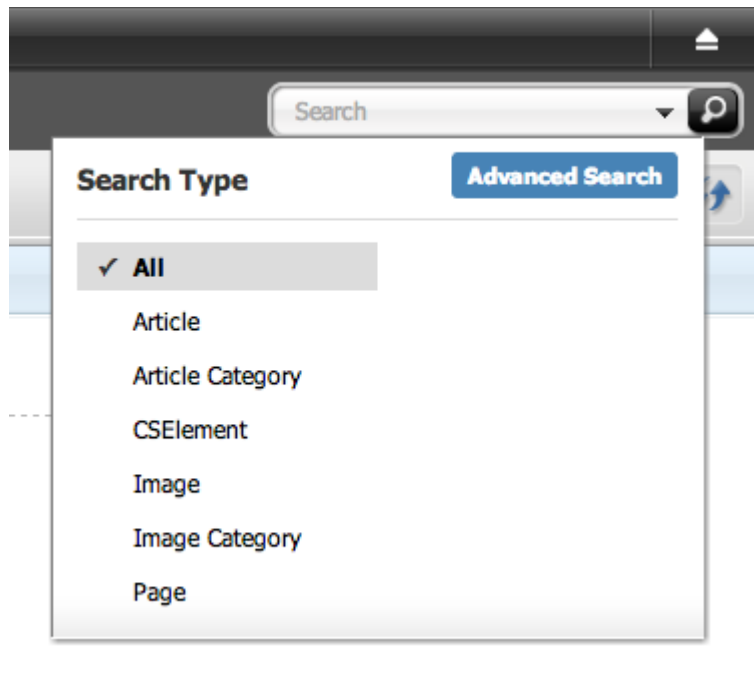 Search
Search Type
Advanced Search
✓ All
Article
Article Category
CSElement
Image
Image Category
Page